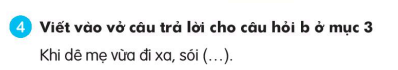 4 Viết vào vở câu trả lời cho câu hỏi b ở mục 3
Khi dê mẹ vừa đi xa, sói (...).